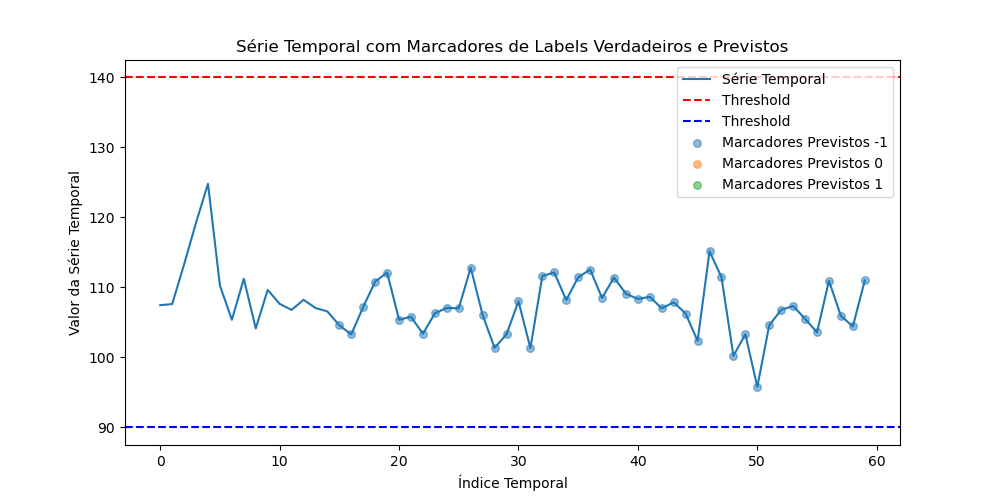 Série Temporal com Marcadores de Labels Verdadeiros e Previstos
Valor da Série Temporal
140
130
120
110
100
90
Série Temporal
Threshold
Threshold
Marcadores Previstos -1
Marcadores Previstos 0
Marcadores Previstos 1
0 10 20 30 40 50 60
Índice Temporal